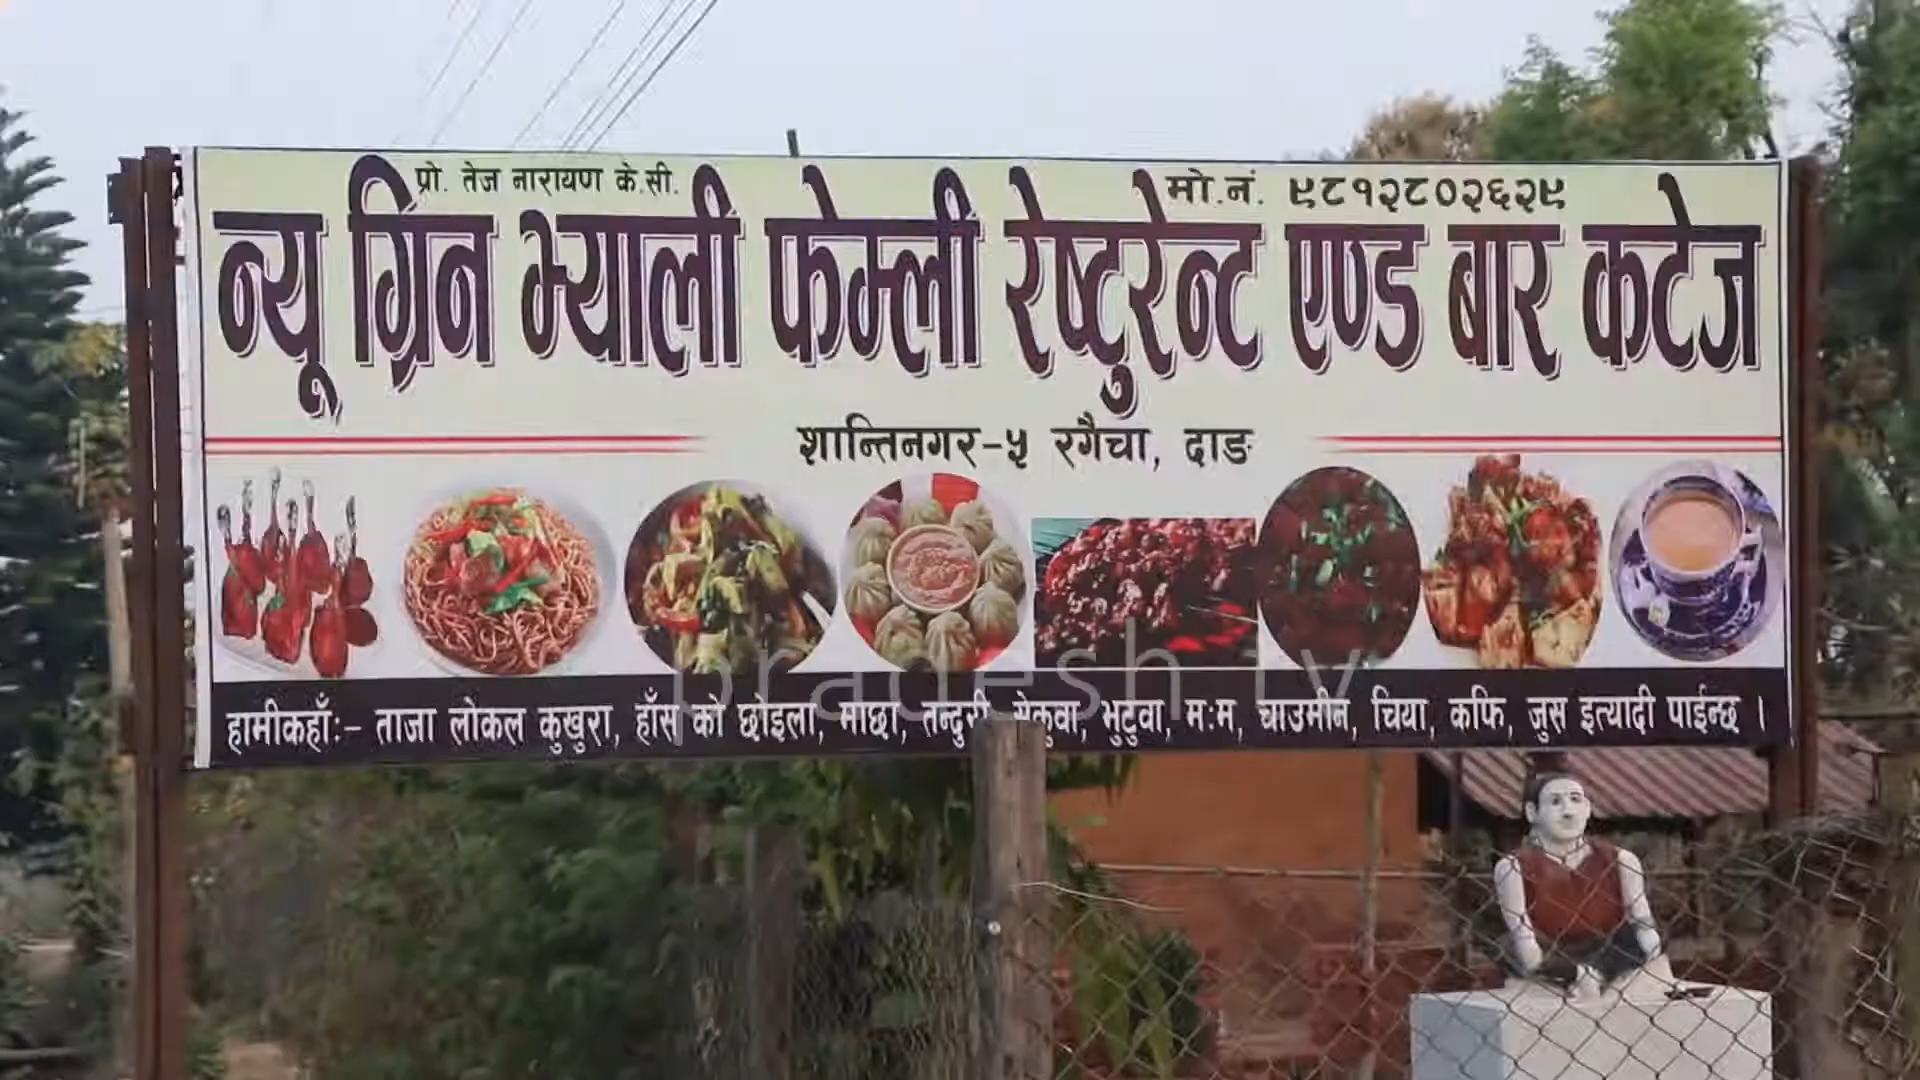 प्रो. तेज नारायण के.सी. मो.नं. ९८१२८०२६२९
न्यू ग्रिन भ्याली फेम्ली रेष्टुरेन्ट एण्ड बार कटेज
शान्तिनगर-५ रगैचा, दाङ
हामीकहाँ:- ताजा लोकल कुखुरा, हाँस को छोइला, माछा, तन्दुरी सेकुवा, भुटुवा, म:म, चाउमीन, चिया, कफि, जुस इत्यादी पाईन्छ ।
pradesh tv